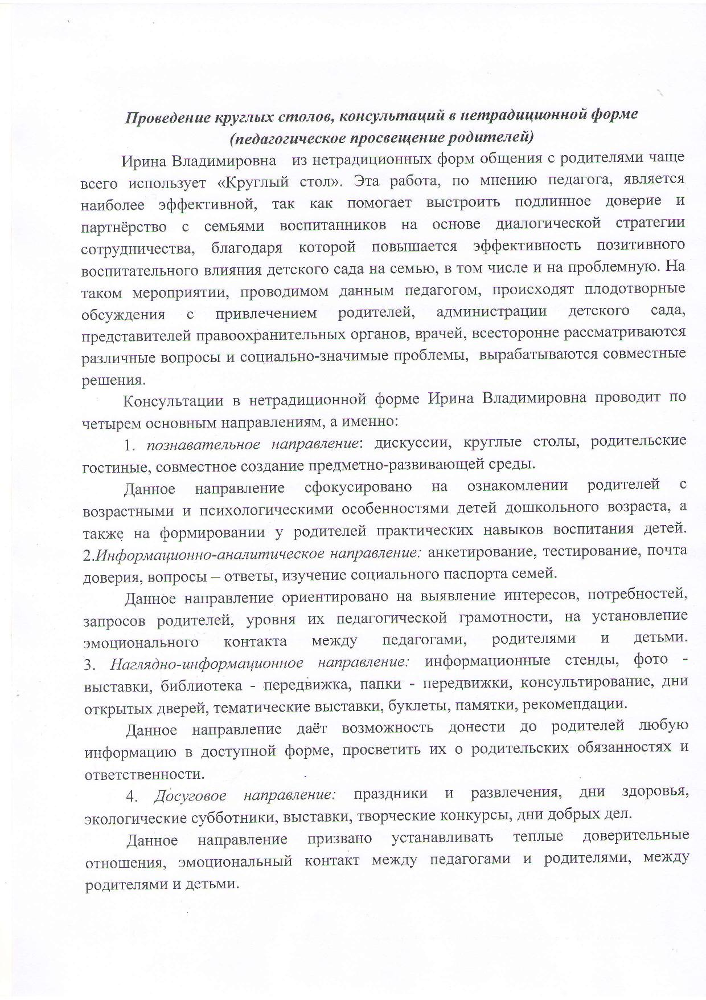 Проведение круглых столов, консультаций в нетрадиционной форме
(педагогическое просвещение родителей)
Ирина Владимировна из нетрадиционных форм общения с родителями чаще
всего использует «Круглый стол». Эта работа, по мнению педагога, является
наиболее эффективной, так как помогает выстроить подлинное доверие и
партнёрство с семьями воспитанников на основе диалогической стратегии
сотрудничества, благодаря которой повышается эффективность позитивного
воспитательного влияния детского сада на семью, в том числе и на проблемную. На
таком мероприятии, проводимом данным педагогом, происходят плодотворные
обсуждения с привлечением родителей, администрации детского сада,
представителей правоохранительных органов, врачей, всесторонне рассматриваются
различные вопросы и социально-значимые проблемы, вырабатываются совместные
решения.
Консультации в нетрадиционной форме Ирина Владимировна проводит по
четырем основным направлениям, а именно:
1. познавательное направление: дискуссии, круглые столы, родительские
гостиные, совместное создание предметно-развивающей среды.
Данное направление сфокусировано на ознакомлении родителей с
возрастными и психологическими особенностями детей дошкольного возраста, а
также на формировании у родителей практических навыков воспитания детей.
2.Информационно-аналитическое направление: анкетирование, тестирование, почта
доверия, вопросы – ответы, изучение социального паспорта семей.
Данное направление ориентировано на выявление интересов, потребностей,
запросов родителей, уровня их педагогической грамотности, на установление
эмоционального контакта между педагогами, родителями и детьми.
3. Наглядно-информационное направление: информационные стенды, фото -
выставки, библиотека - передвижка, папки - передвижки, консультирование, дни
открытых дверей, тематические выставки, буклеты, памятки, рекомендации.
Данное направление даёт возможность донести до родителей любую
информацию в доступной форме, просветить их о родительских обязанностях и
ответственности.
4. Досуговое направление: праздники и развлечения, дни здоровья,
экологические субботники, выставки, творческие конкурсы, дни добрых дел.
Данное направление призвано устанавливать теплые доверительные
отношения, эмоциональный контакт между педагогами и родителями, между
родителями и детьми.